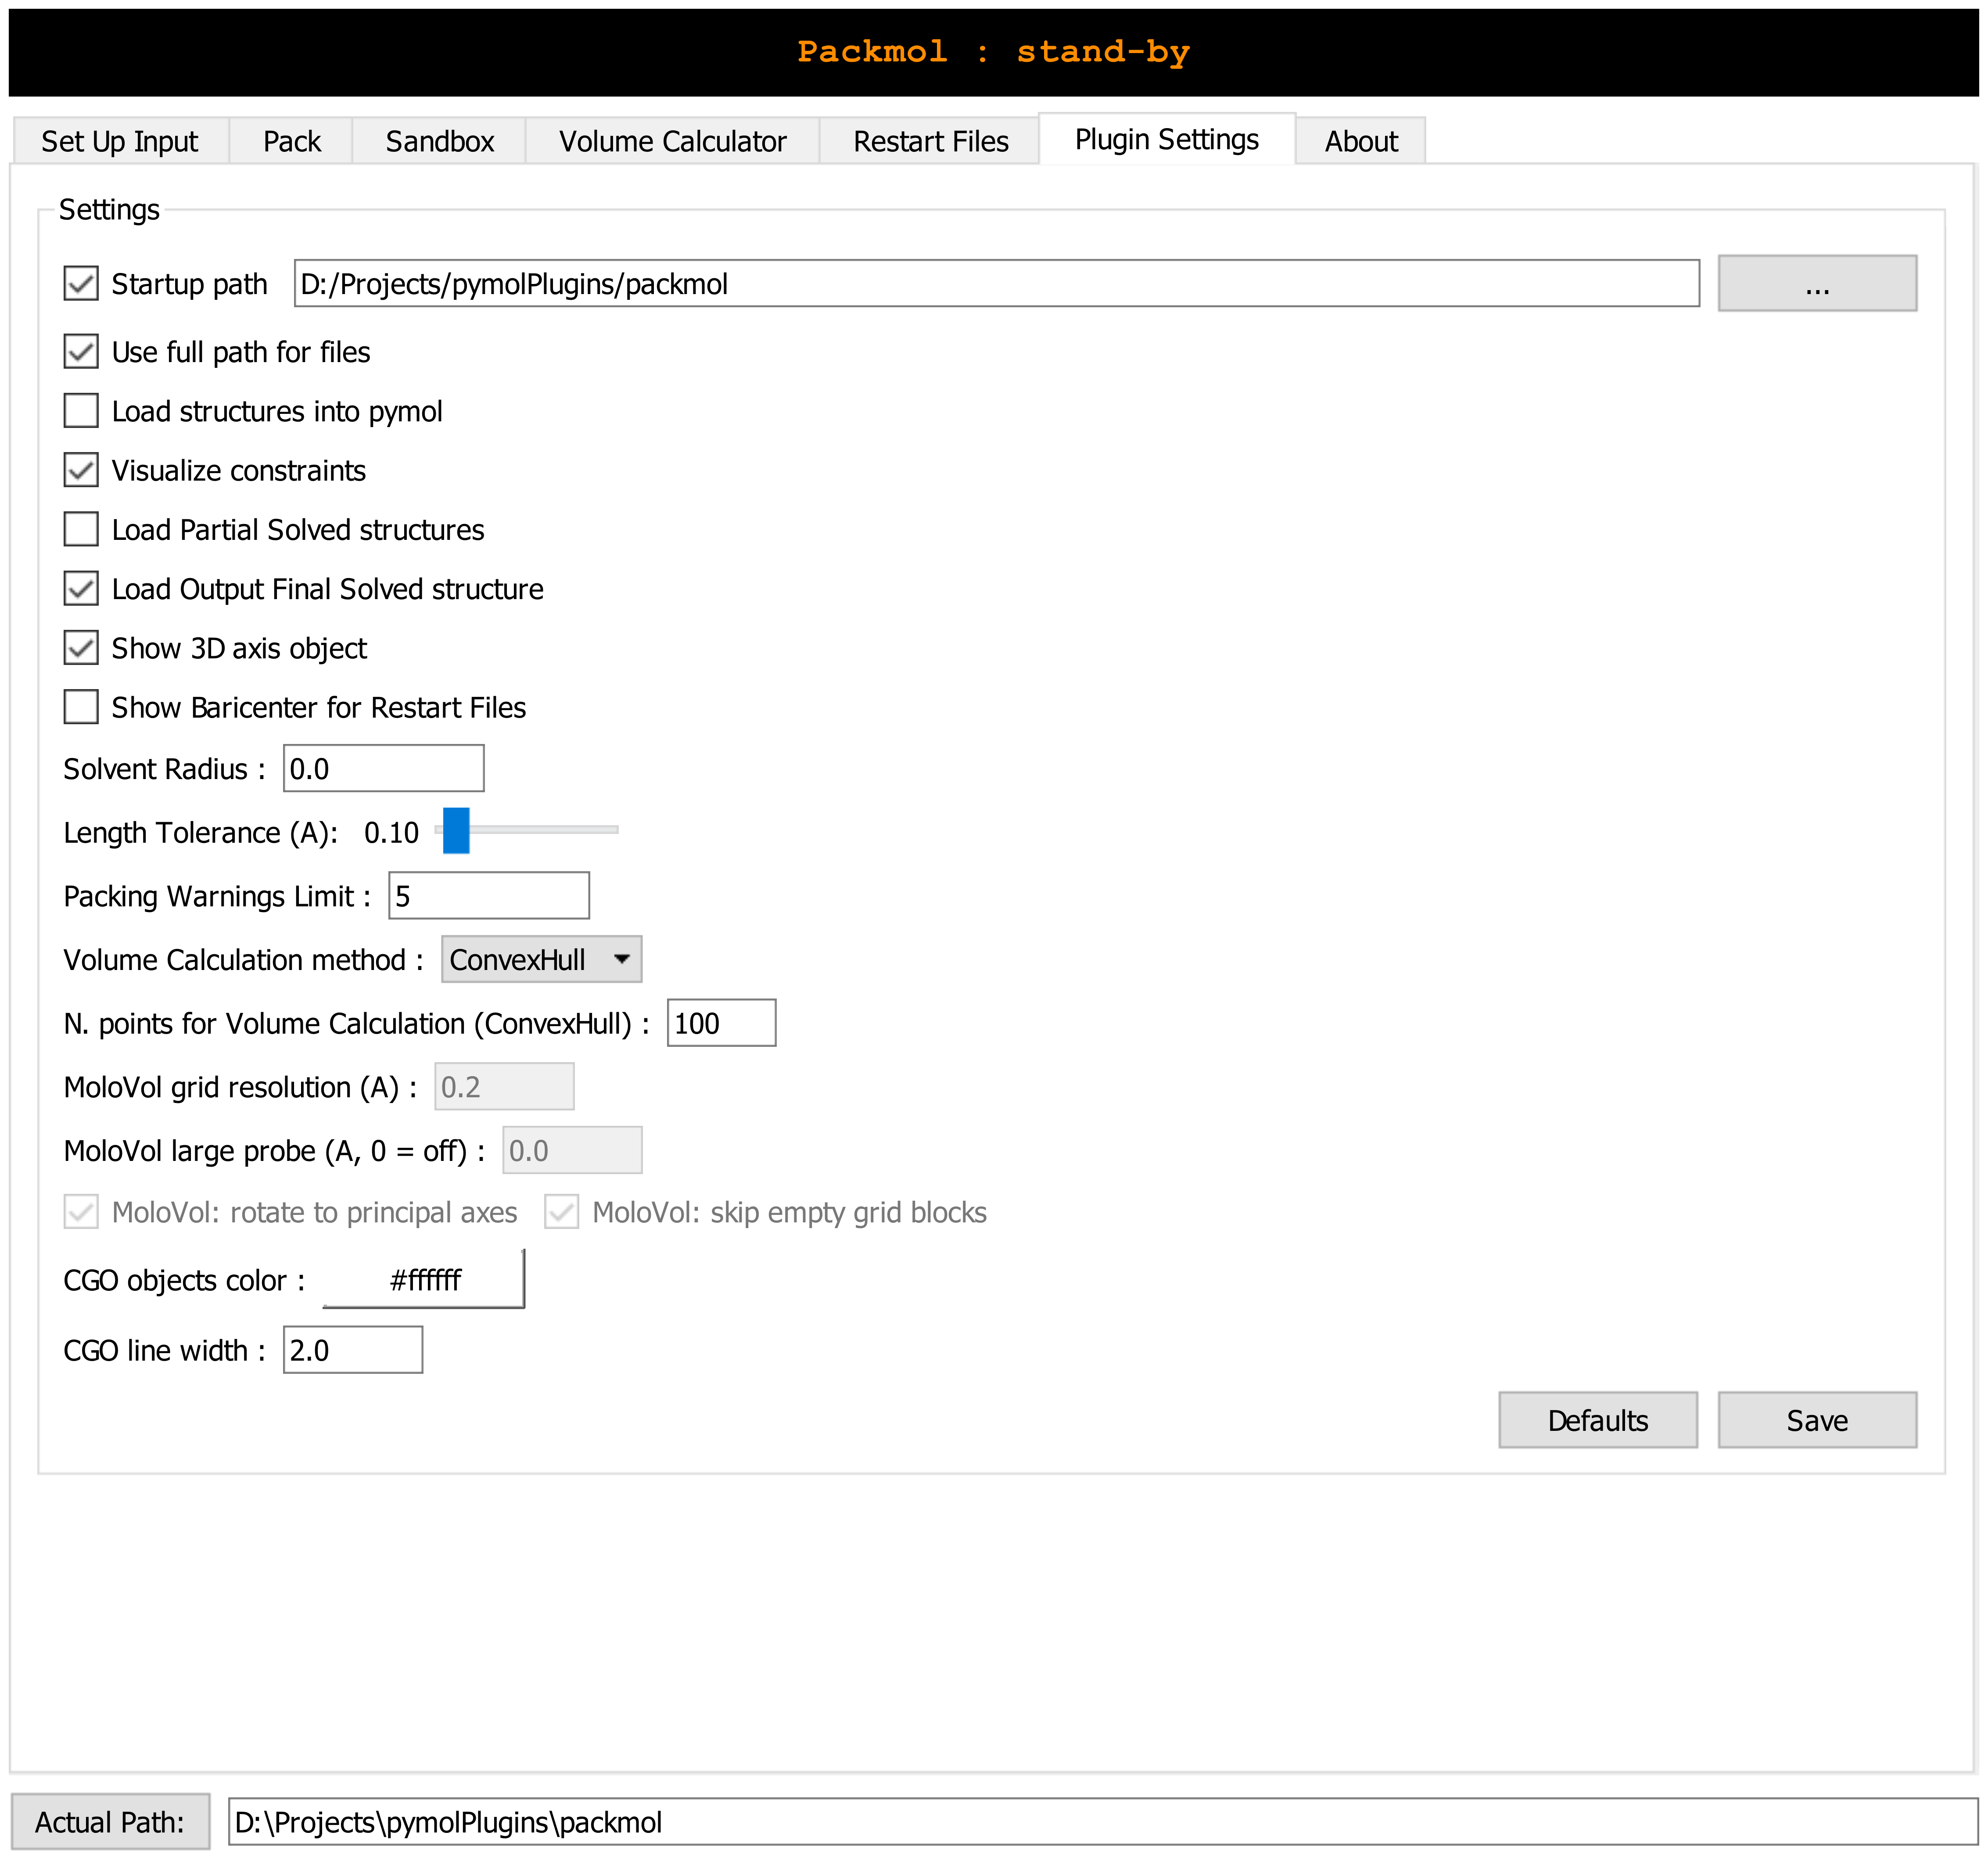 Packmol : stand-by
Set Up Input Pack Sandbox Volume Calculator Restart Files Plugin Settings About
Settings
Startup path D:/Projects/pymolPlugins/packmol ...
Use full path for files
Load structures into pymol
Visualize constraints
Load Partial Solved structures
Load Output Final Solved structure
Show 3D axis object
Show Baricenter for Restart Files
Solvent Radius : 0.0
Length Tolerance (A): 0.10
Packing Warnings Limit : 5
Volume Calculation method : ConvexHull
N. points for Volume Calculation (ConvexHull) : 100
MoloVol grid resolution (A) : 0.2
MoloVol large probe (A, 0 = off) : 0.0
MoloVol: rotate to principal axes MoloVol: skip empty grid blocks
CGO objects color : #ffffff
CGO line width : 2.0
Defaults Save
Actual Path: D:\Projects\pymolPlugins\packmol